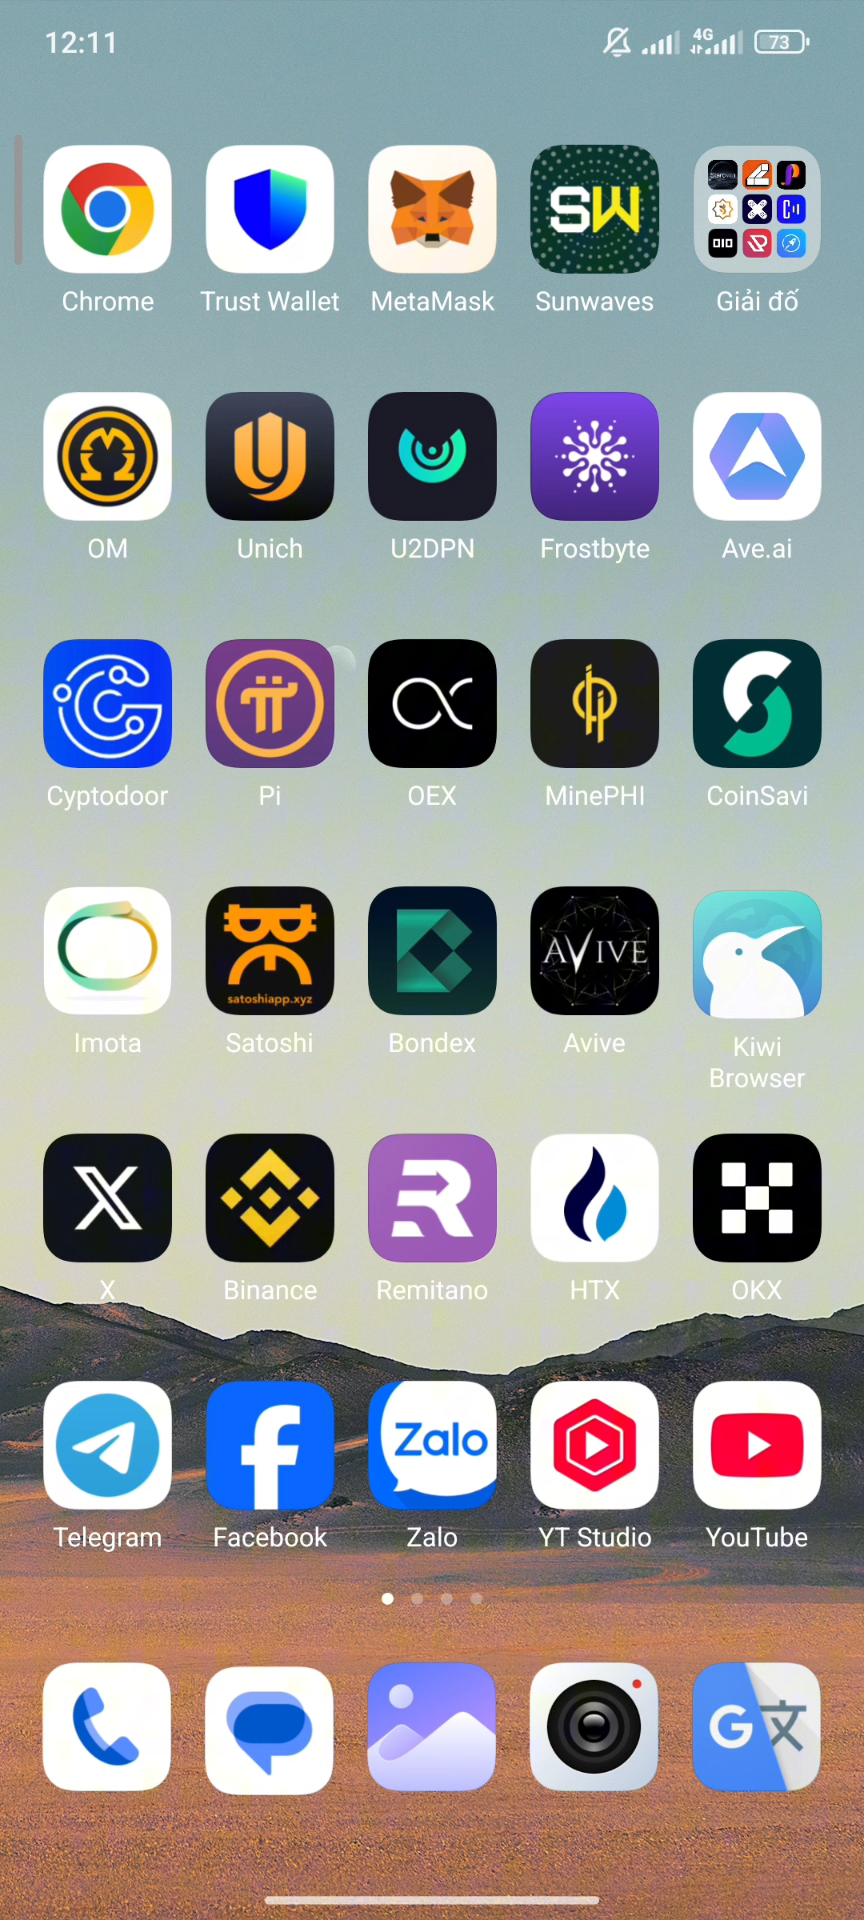 12:11
4G
73
SW
Chrome
Trust Wallet
MetaMask
Sunwaves
Giải đố
OM
Unich
U2DPN
Frostbyte
Ave.ai
Cyptodoor
Pi
OEX
MinePHI
CoinSavi
satoshiapp.xyz
AVIVE
Imota
Satoshi
Bondex
Avive
Kiwi
Browser
X
Binance
Remitano
HTX
OKX
Zalo
Telegram
Facebook
Zalo
YT Studio
YouTube
G文